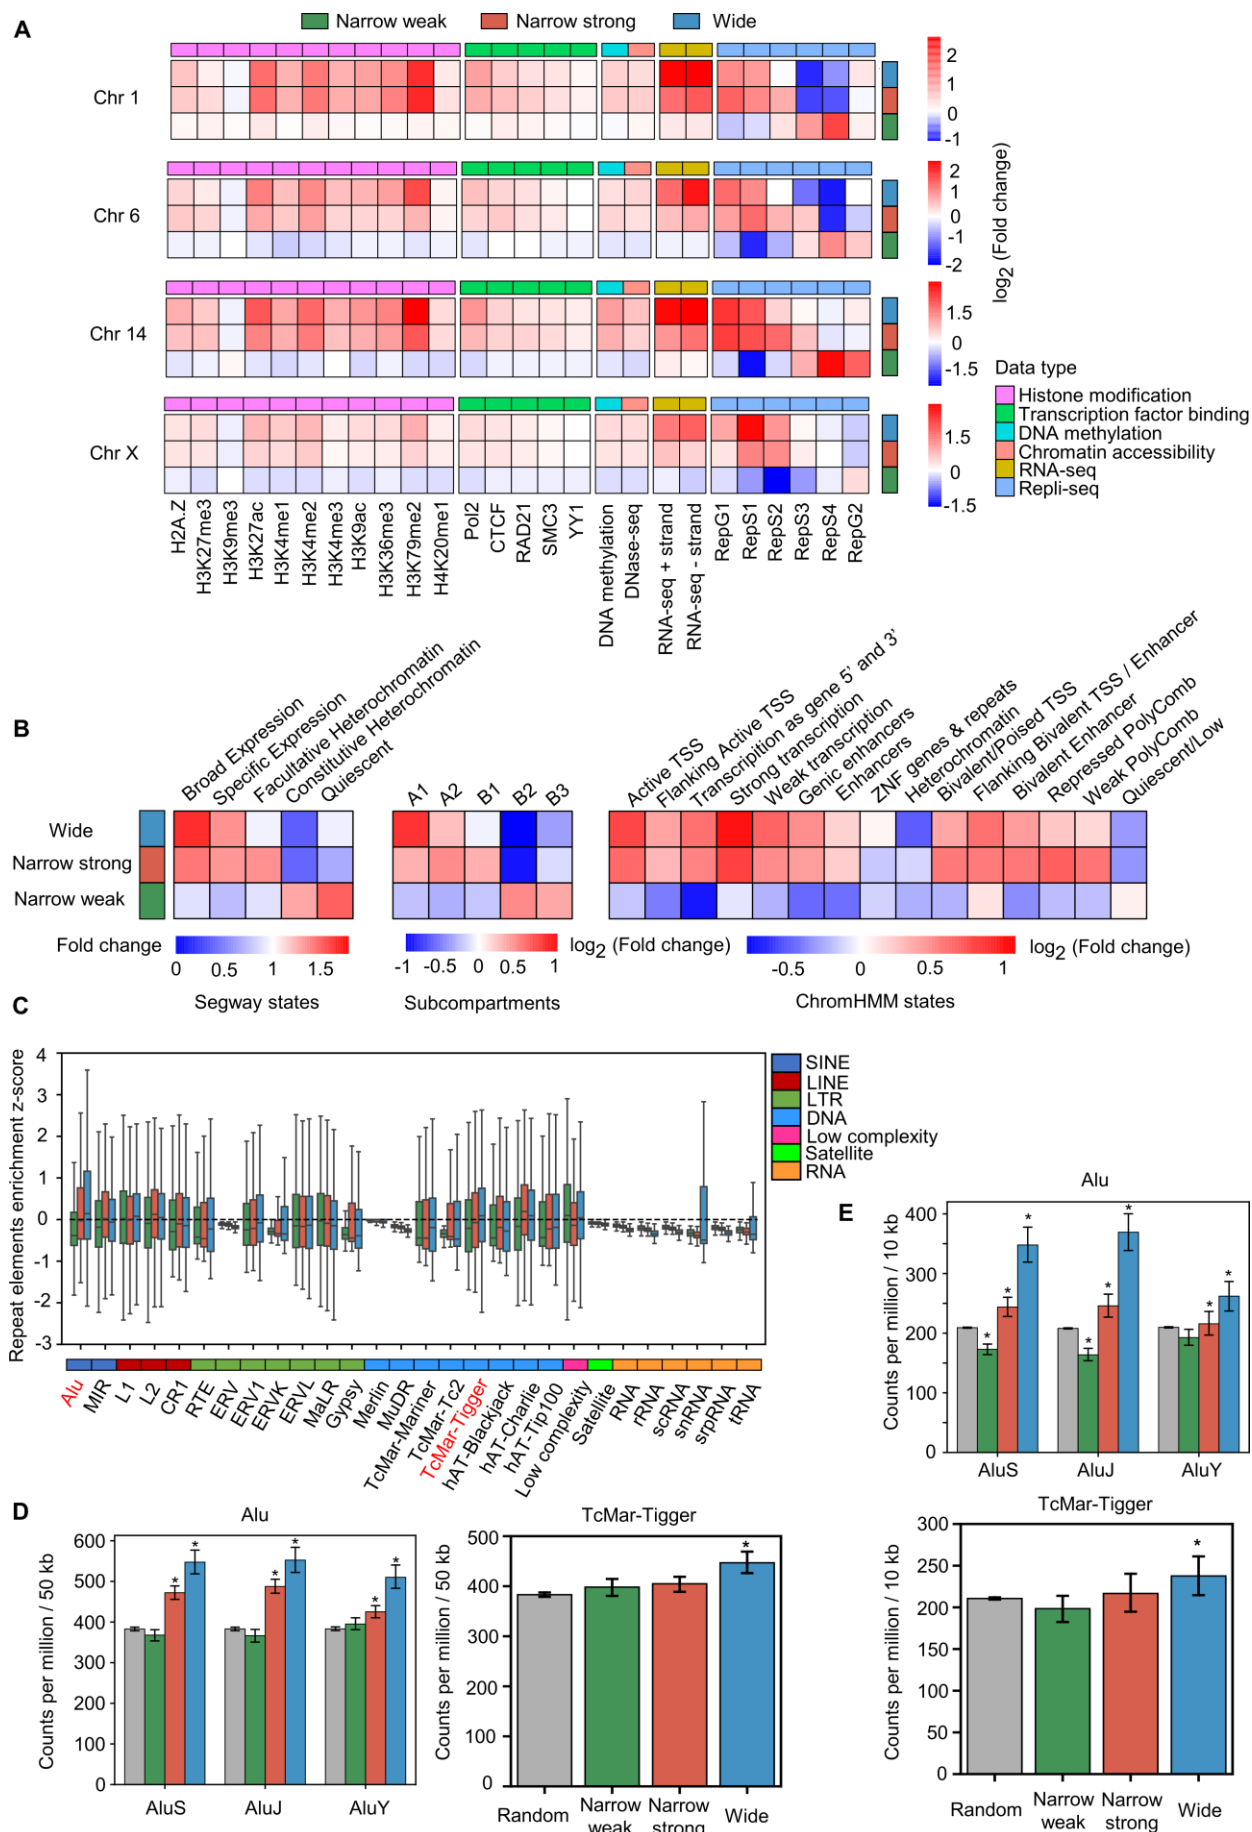 Narrow weak Narrow strong Wide
A
Chr 1
2
1
0
-1
Chr 6
2
1
0
-1
-2
log2 (Fold change)
Chr 14
1.5
0
-1.5
Chr X
1.5
0
-1.5
Data type
Histone modification
Transcription factor binding
DNA methylation
Chromatin accessibility
RNA-seq
Repli-seq
H2A.Z
H3K27me3
H3K9me3
H3K27ac
H3K4me1
H3K4me2
H3K4me3
H3K9ac
H3K36me3
H3K79me2
H4K20me1
Pol2
CTCF
RAD21
SMC3
YY1
DNA methylation
DNase-seq
RNA-seq + strand
RNA-seq - strand
RepG1
RepS1
RepS2
RepS3
RepS4
RepG2
B
Broad Expression
Specific Expression
Facultative Heterochromatin
Constitutive Heterochromatin
Quiescent
A1
A2
B1
B2
B3
Active TSS
Flanking Active TSS
Transcription as gene 5’ and 3’
Strong transcription
Weak transcription
Genic enhancers
Enhancers
ZNF genes & repeats
Heterochromatin
Bivalent/Poised TSS
Flanking Bivalent TSS / Enhancer
Bivalent Enhancer
Repressed PolyComb
Weak PolyComb
Quiescent/Low
Wide
Narrow strong
Narrow weak
Fold change
0 0.5 1 1.5
Segway states
-1 -0.5 0 0.5 1
log2 (Fold change)
Subcompartments
-0.5 0 0.5 1
log2 (Fold change)
ChromHMM states
C
Repeat elements enrichment z-score
4
3
2
1
0
-1
-2
-3
SINE
LINE
LTR
DNA
Low complexity
Satellite
RNA
Alu
MIR
L1
L2
CR1
RTE
ERV
ERV1
ERVK
ERVL
MaLR
Gypsy
Merlin
MuDR
TcMar-Mariner
TcMar-Tc2
TcMar-Tigger
hAT-Blackjack
hAT-Charlie
hAT-Tip100
Low complexity
Satellite
RNA
rRNA
scRNA
snRNA
srpRNA
tRNA
E
Alu
Counts per million / 10 kb
400
300
200
100
0
* * * * * * * *
AluS AluJ AluY
D
Alu
Counts per million / 50 kb
600
500
400
300
200
100
0
* * * * * *
AluS AluJ AluY
TcMar-Tigger
Counts per million / 50 kb
500
400
300
200
100
0
*
Random Narrow weak Narrow strong Wide
TcMar-Tigger
Counts per million / 10 kb
300
250
200
150
100
50
0
*
Random Narrow weak Narrow strong Wide